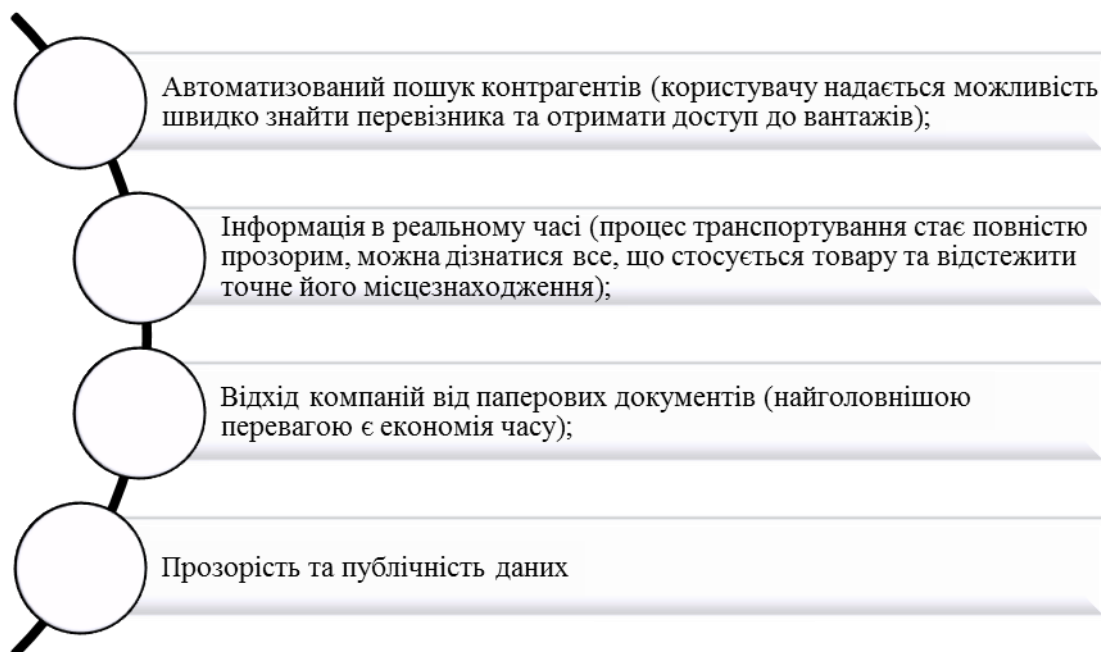 Автоматизований пошук контрагентів (користувачу надається можливість
швидко знайти перевізника та отримати доступ до вантажів);
Інформація в реальному часі (процес транспортування стає повністю
прозорим, можна дізнатися все, що стосується товару та відстежити
точне його місцезнаходження);
Відхід компаній від паперових документів (найголовнішою
перевагою є економія часу);
Прозорість та публічність даних